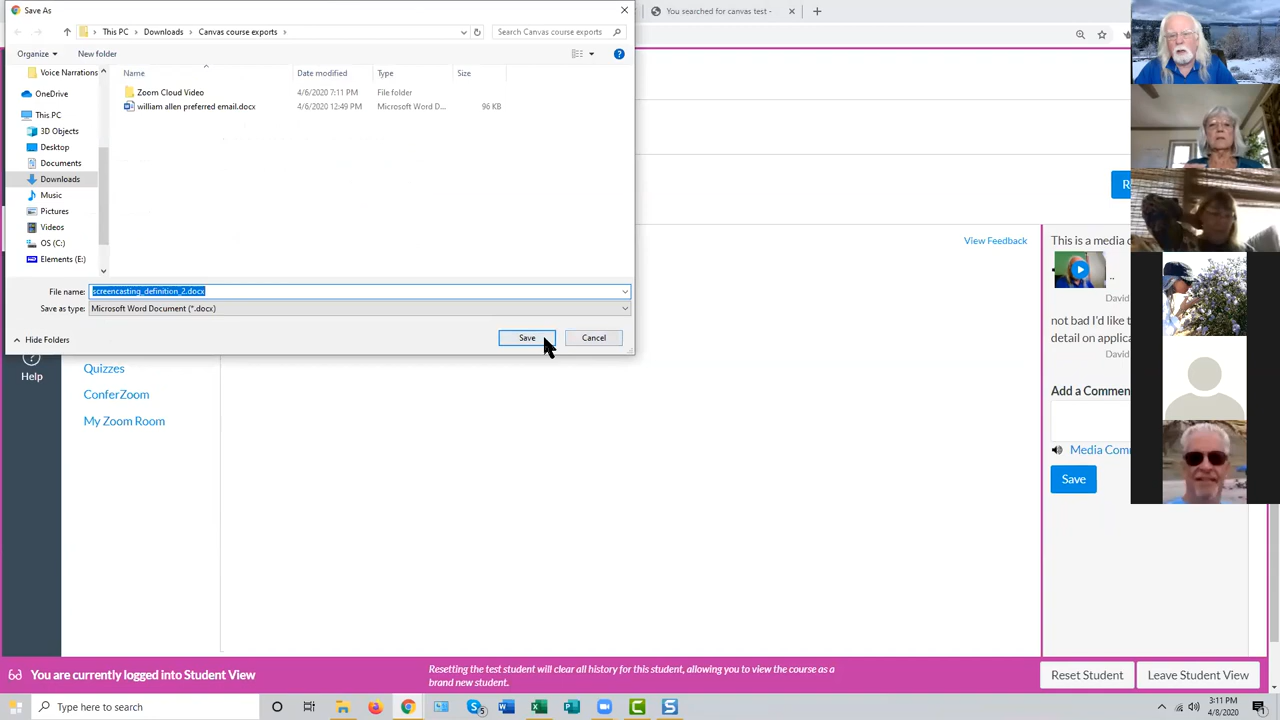 Save As
You searched for canvas test -
This PC
Downloads
Canvas course exports
Search Canvas course exports
Organize
New folder
Name
Date modified
Type
Size
Voice Narrations
OneDrive
This PC
3D Objects
Desktop
Documents
Downloads
Music
Pictures
Videos
OS (C:)
Elements (E:)
Zoom Cloud Video
4/6/2020 7:11 PM
File folder
william allen preferred email.docx
4/6/2020 12:49 PM
Microsoft Word D...
96 KB
File name:
screencasting_definition_2.docx
Save as type:
Microsoft Word Document (*.docx)
Hide Folders
Save
Cancel
View Feedback
This is a media
..
David
not bad I'd like t
detail on applica
David
Add a Commen
Media Com
Save
Help
Quizzes
ConferZoom
My Zoom Room
You are currently logged into Student View
Resetting the test student will clear all history for this student, allowing you to view the course as a
brand new student.
Reset Student
Leave Student View
Type here to search
5
3:11 PM
4/8/2020
1